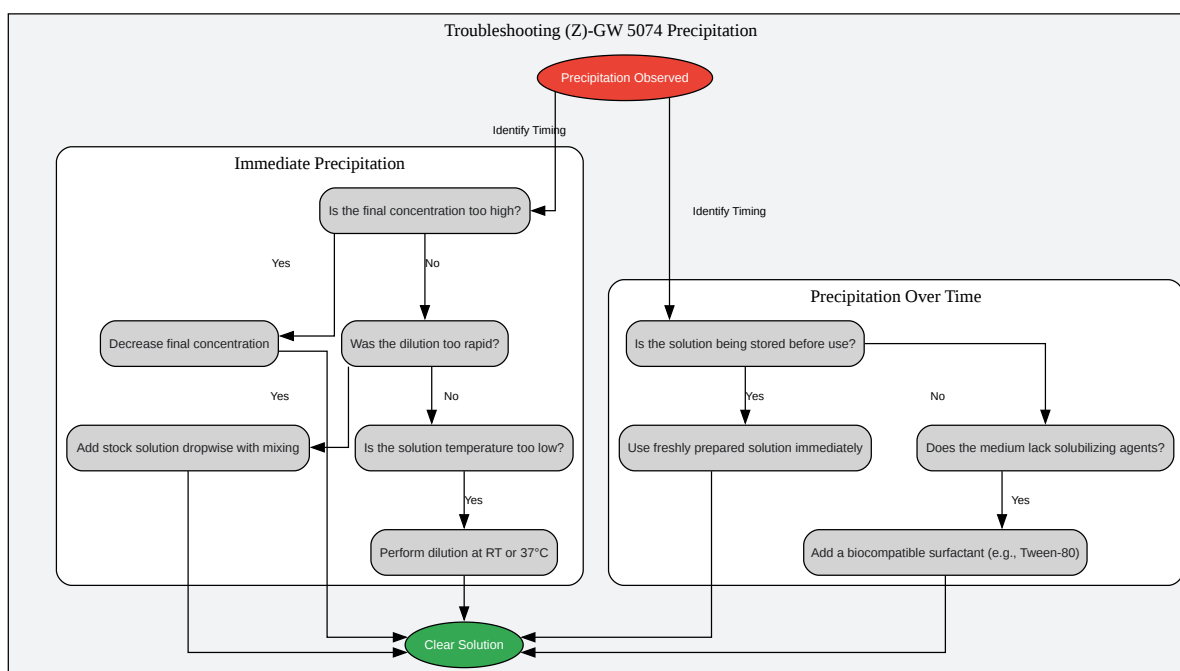 Troubleshooting (Z)-GW 5074 Precipitation
Precipitation Observed
Identify Timing
Immediate Precipitation
Is the final concentration too high?
Identify Timing
Yes
No
Precipitation Over Time
Decrease final concentration
Was the dilution too rapid?
Is the solution being stored before use?
Yes
No
Yes
No
Add stock solution dropwise with mixing
Is the solution temperature too low?
Use freshly prepared solution immediately
Does the medium lack solubilizing agents?
Yes
Yes
Perform dilution at RT or 37°C
Add a biocompatible surfactant (e.g., Tween-80)
Clear Solution